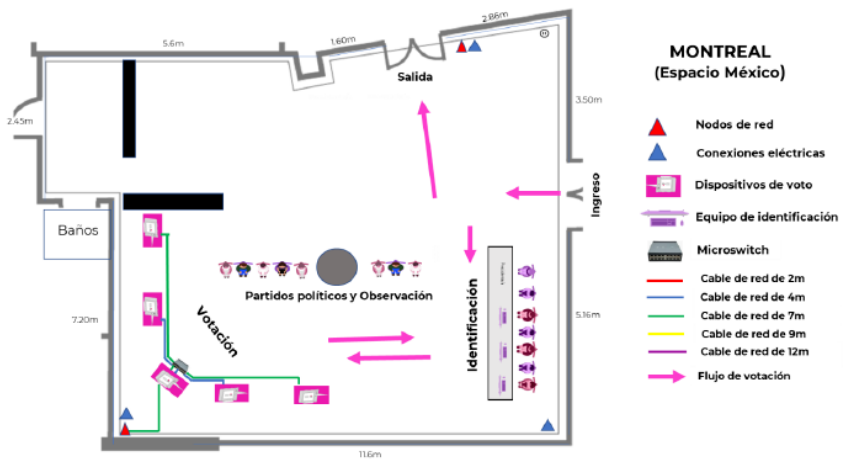 5.6m
1.60m
2.86m
Salida
2.45m
3.50m
Ingreso
Baños
Partidos políticos y Observación
Votación
Identificación
7.20m
5.16m
11.6m
MONTREAL
(Espacio México)
Nodos de red
Conexiones eléctricas
Dispositivos de voto
Equipo de identificación
Microswitch
Cable de red de 2m
Cable de red de 4m
Cable de red de 7m
Cable de red de 9m
Cable de red de 12m
Flujo de votación